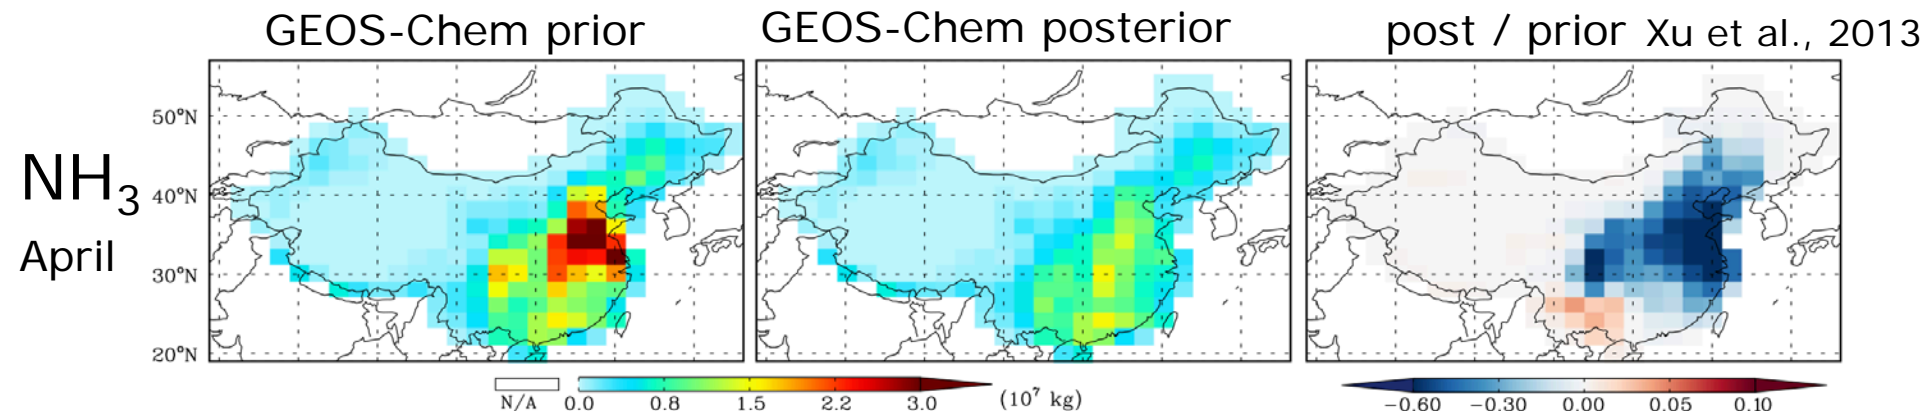 GEOS-Chem prior
GEOS-Chem posterior
post / prior Xu et al., 2013
NH₃
April
50°N
40°N
30°N
20°N
N/A 0.0 0.8 1.5 2.2 3.0 (10⁷ kg)
−0.60 −0.30 0.00 0.05 0.10